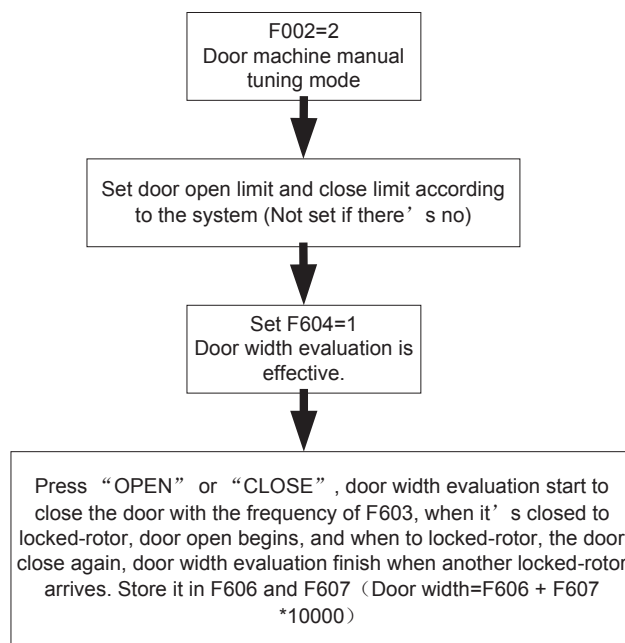 F002=2
Door machine manual
tuning mode
Set door open limit and close limit according
to the system (Not set if there’s no)
Set F604=1
Door width evaluation is
effective.
Press “OPEN” or “CLOSE”, door width evaluation start to
close the door with the frequency of F603, when it’s closed to
locked-rotor, door open begins, and when to locked-rotor, the door
close again, door width evaluation finish when another locked-rotor
arrives. Store it in F606 and F607（Door width=F606 + F607
*10000）